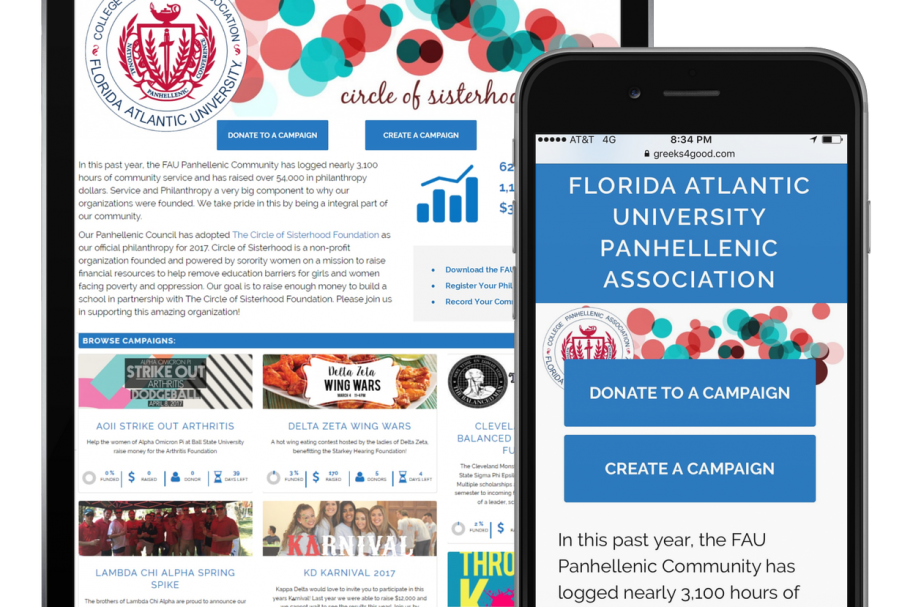 COLLEGE PANHELLENIC ASSOCIATION
NATIONAL PANHELLENIC CONFERENCE
FLORIDA ATLANTIC UNIVERSITY
circle of sisterhoo
DONATE TO A CAMPAIGN
CREATE A CAMPAIGN
In this past year, the FAU Panhellenic Community has logged nearly 3,100
hours of community service and has raised over 54,000 in philanthropy
dollars. Service and Philanthropy a very big component to why our
organizations were founded. We take pride in this by being a integral part of
our community.
Our Panhellenic Council has adopted The Circle of Sisterhood Foundation as
our official philanthropy for 2017. Circle of Sisterhood is a non-profit
organization founded and powered by sorority women on a mission to raise
financial resources to help remove education barriers for girls and women
facing poverty and oppression. Our goal is to raise enough money to build a
school in partnership with The Circle of Sisterhood Foundation. Please join us
in supporting this amazing organization!
62
1,1
$3
• Download the FAU
• Register Your Phil
• Record Your Com
BROWSE CAMPAIGNS:
ALPHA OMICRON PI
STRIKE OUT
ARTHRITIS
DODGEBALL
APRIL 8, 2017
AOII STRIKE OUT ARTHRITIS
Help the women of Alpha Omicron Pi at Ball State University
raise money for the Arthritis Foundation
0 % FUNDED
$ 0 RAISED
0 DONOR
39 DAYS LEFT
Delta Zeta
WING WARS
DELTA ZETA WING WARS
A hot wing eating contest hosted by the ladies of Delta Zeta,
benefitting the Starkey Hearing Foundation!
3 % FUNDED
$ 170 RAISED
5 DONORS
4 DAYS LEFT
CLEVEL
BALANCED
FU
The Cleveland Mono
State Sigma Phi Epsil
Multiple scholarships
semester to incoming
of a leader, sc
2 % FUNDED
$
LAMBDA CHI ALPHA SPRING
SPIKE
The brothers of Lambda Chi Alpha are proud to announce our
KARNIVAL
KD KARNIVAL 2017
Kappa Delta would love to invite you to participate in this
years Karnival! Last year we were able to raise $12,000 and
THRO
K
AT&T 4G
8:34 PM
greeks4good.com
FLORIDA ATLANTIC
UNIVERSITY
PANHELLENIC
ASSOCIATION
COLLEGE PANHELLENIC ASSOCIATION
FLORIDA
DONATE TO A CAMPAIGN
CREATE A CAMPAIGN
In this past year, the FAU
Panhellenic Community has
logged nearly 3,100 hours of